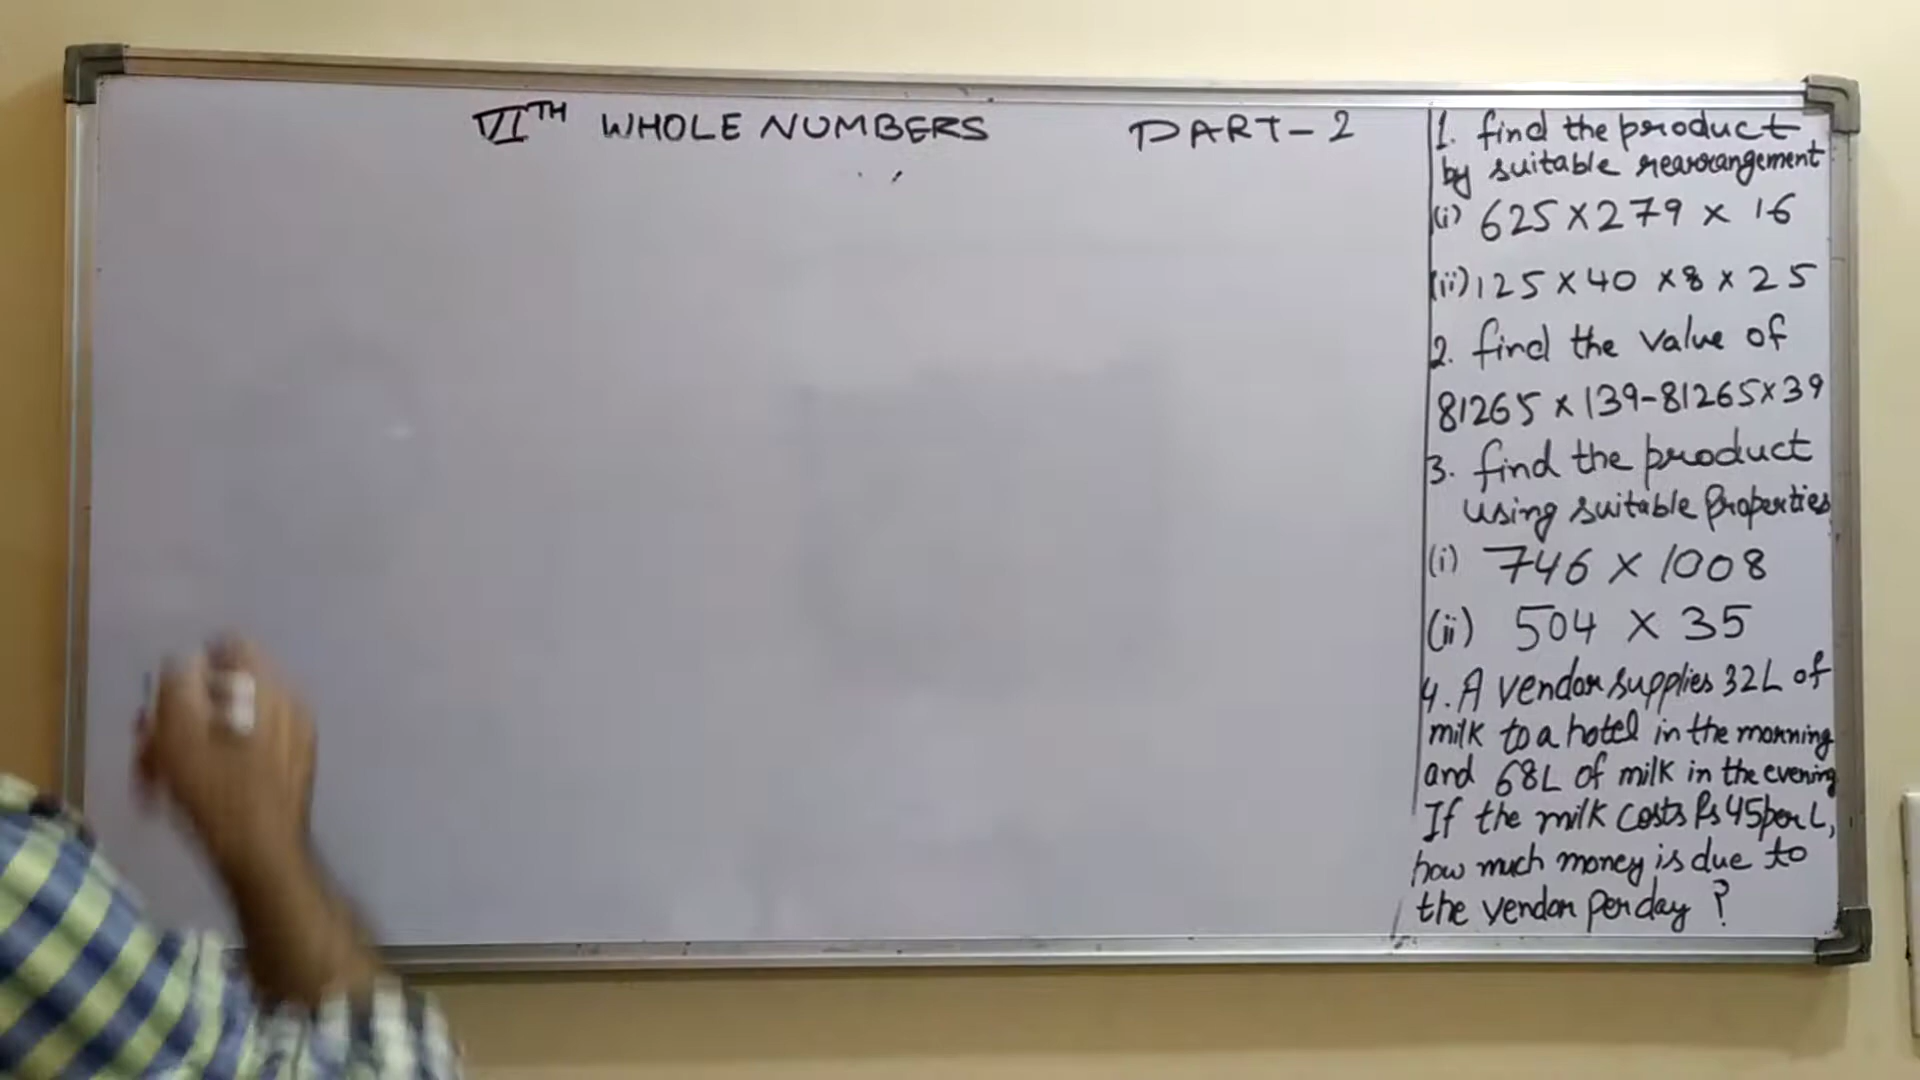 VITH WHOLE NUMBERS PART-2
1. find the product
by suitable rearrangement
(i) 625 × 279 × 16
(ii) 125 × 40 × 8 × 25
2. find the value of
81265 × 139-81265×39
3. find the product
using suitable properties
(i) 746 × 1008
(ii) 504 × 35
4. A vendor supplies 32L of
milk to a hotel in the morning
and 68L of milk in the evening
If the milk costs Rs 45 per L,
how much money is due to
the vendor per day ?